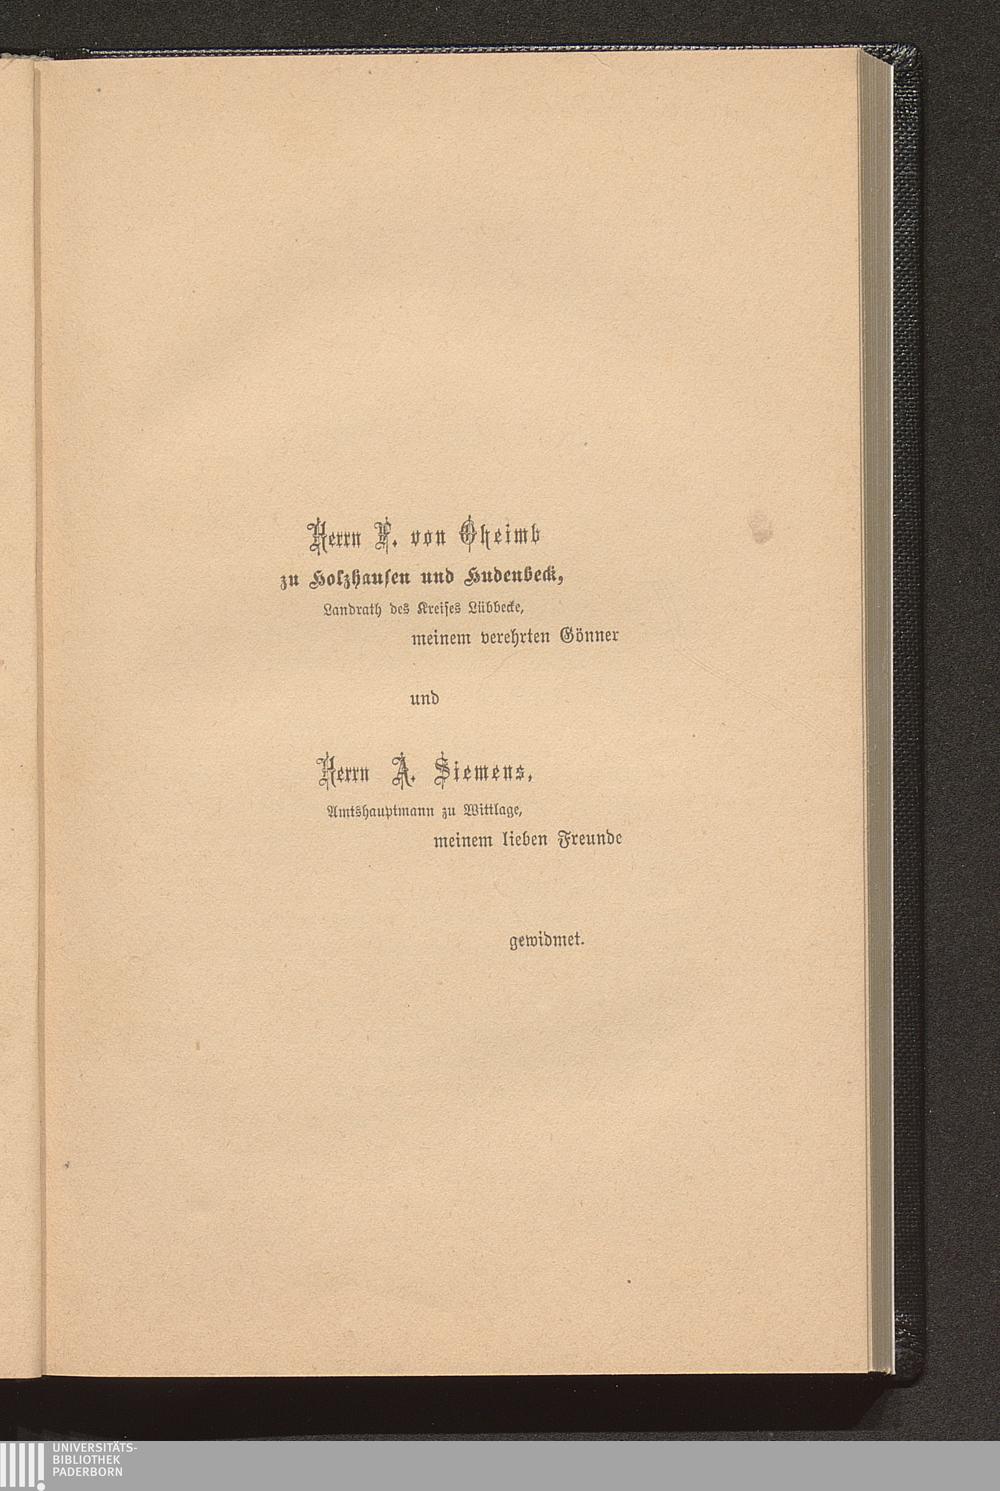 Herrn F. von Oheimb
zu Holzhausen und Hudenbeck,
Landrath des Kreises Lübbecke,
meinem verehrten Gönner
und
Herrn A. Siemens,
Amtshauptmann zu Wittlage,
meinem lieben Freunde
gewidmet.
UNIVERSITÄTS-
BIBLIOTHEK
PADERBORN